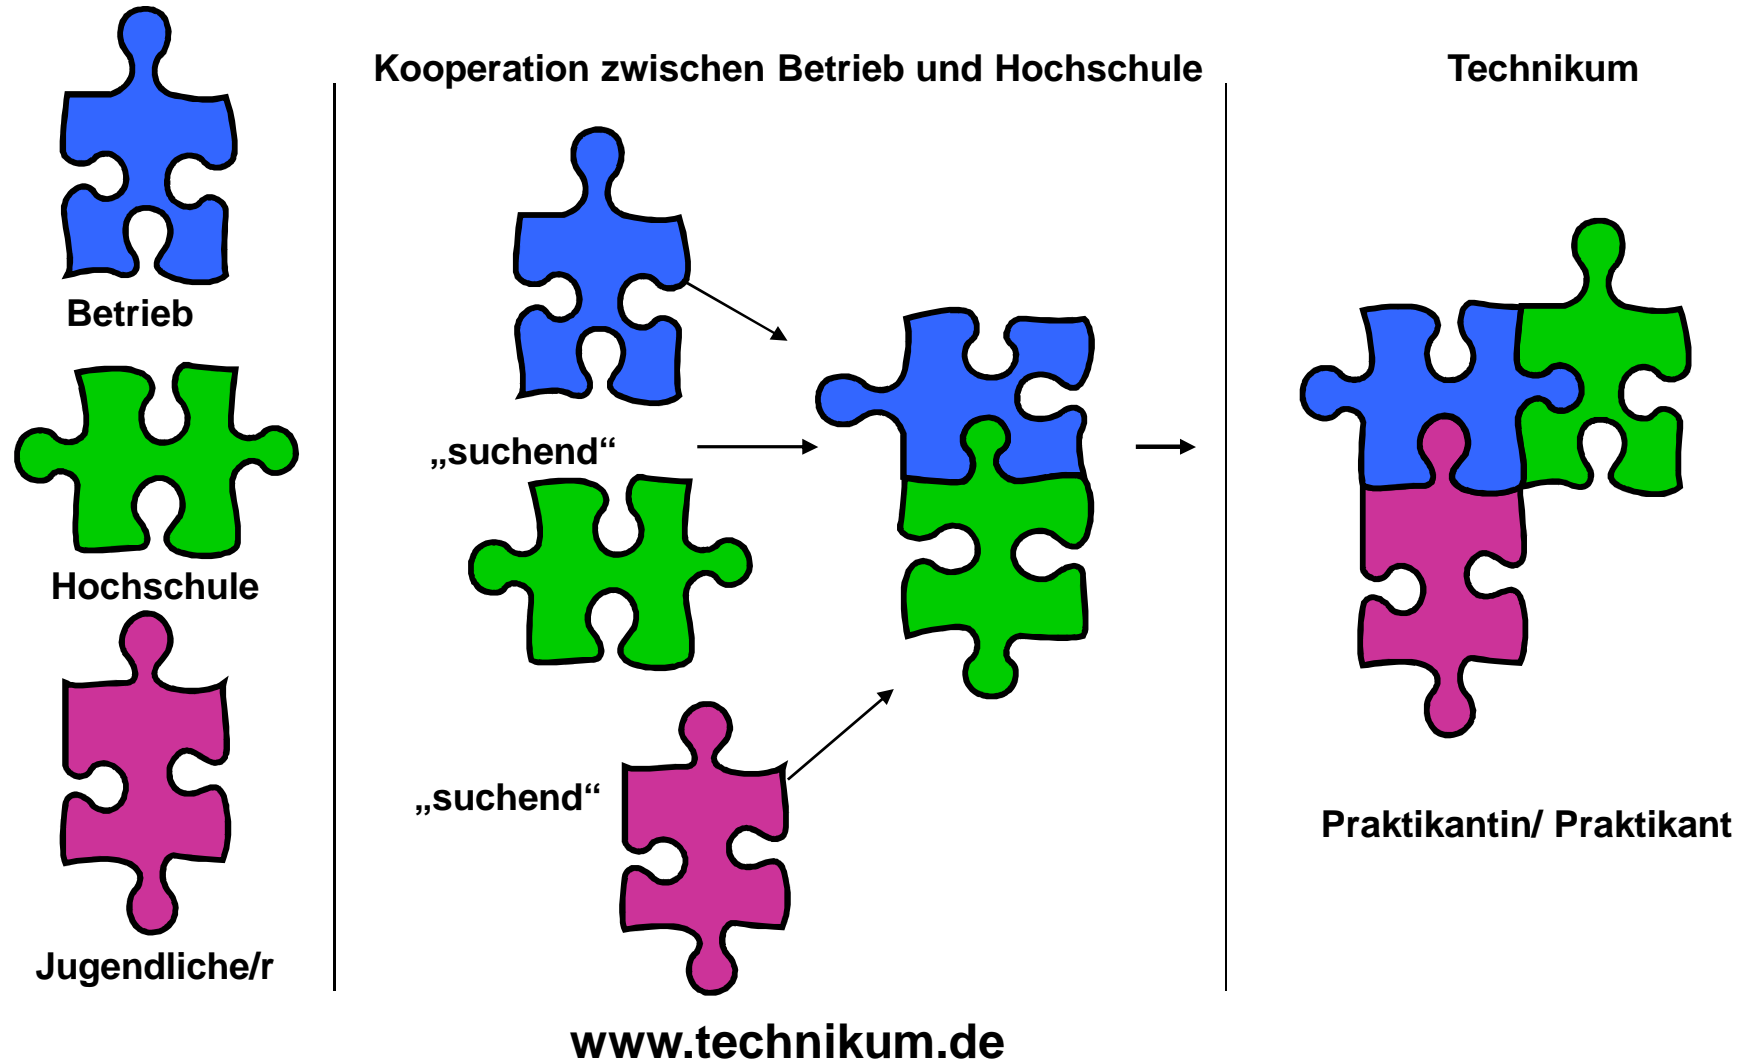 Kooperation zwischen Betrieb und Hochschule
Technikum
Betrieb
„suchend“
Hochschule
„suchend“
Praktikantin/ Praktikant
Jugendliche/r
www.technikum.de